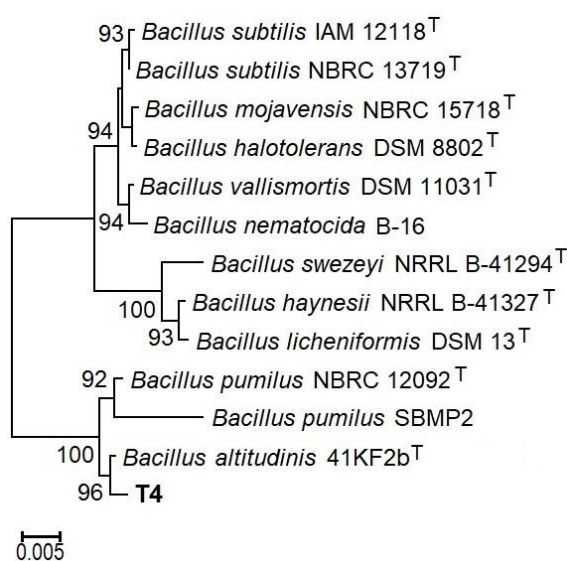 93
Bacillus subtilis IAM 12118T
Bacillus subtilis NBRC 13719T
Bacillus mojavensis NBRC 15718T
94
Bacillus halotolerans DSM 8802T
Bacillus vallismortis DSM 11031T
94
Bacillus nematocida B-16
Bacillus swezeyi NRRL B-41294T
100
Bacillus haynesii NRRL B-41327T
93
Bacillus licheniformis DSM 13T
92
Bacillus pumilus NBRC 12092T
Bacillus pumilus SBMP2
100
Bacillus altitudinis 41KF2bT
96
T4
0.005